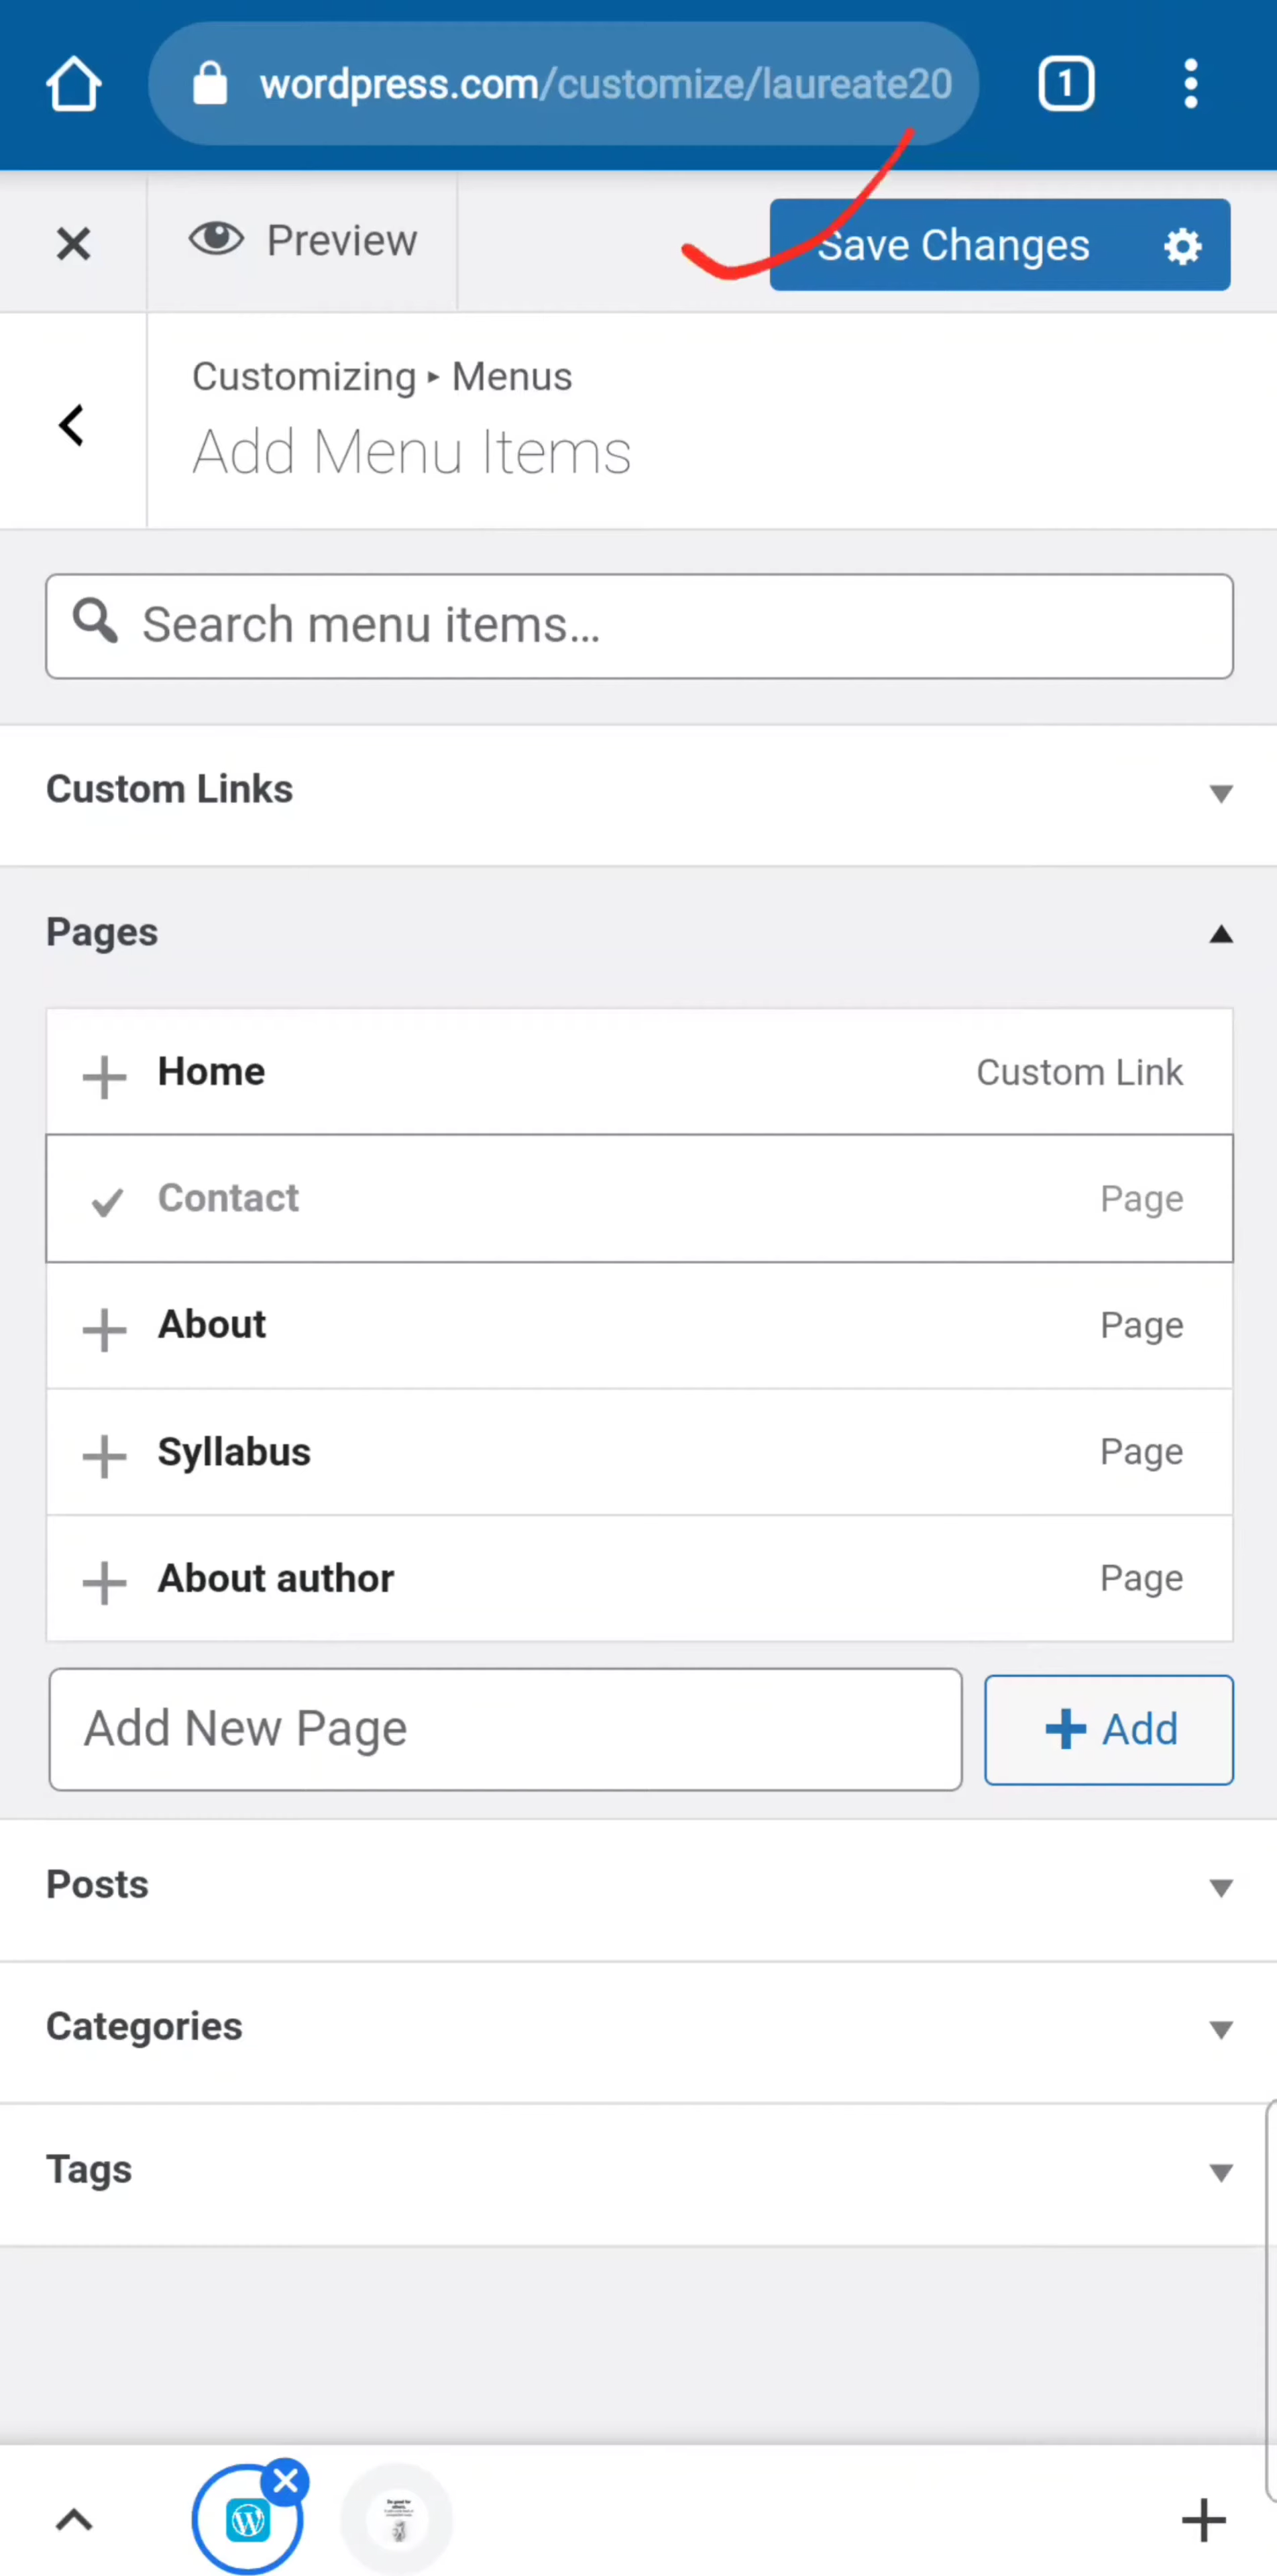 wordpress.com/customize/laureate20
1
Preview
Save Changes
Customizing ▸ Menus
Add Menu Items
Search menu items...
Custom Links
Pages
Home
Custom Link
Contact
Page
About
Page
Syllabus
Page
About author
Page
Add New Page
Add
Posts
Categories
Tags